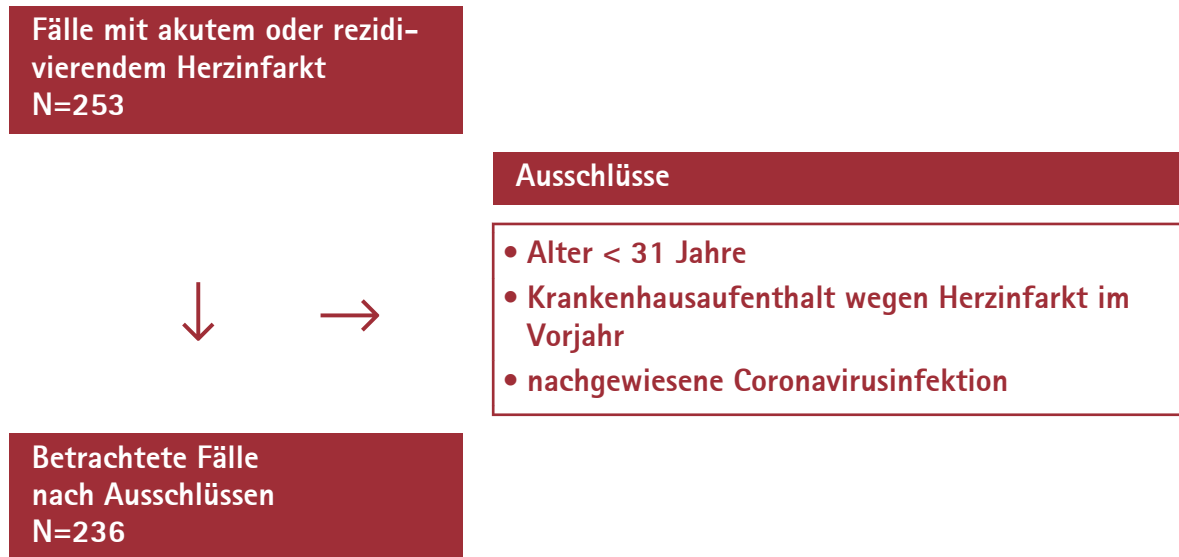 Fälle mit akutem oder rezidi-
vierendem Herzinfarkt
N=253
Ausschlüsse
• Alter < 31 Jahre
• Krankenhausaufenthalt wegen Herzinfarkt im
Vorjahr
• nachgewiesene Coronavirusinfektion
Betrachtete Fälle
nach Ausschlüssen
N=236